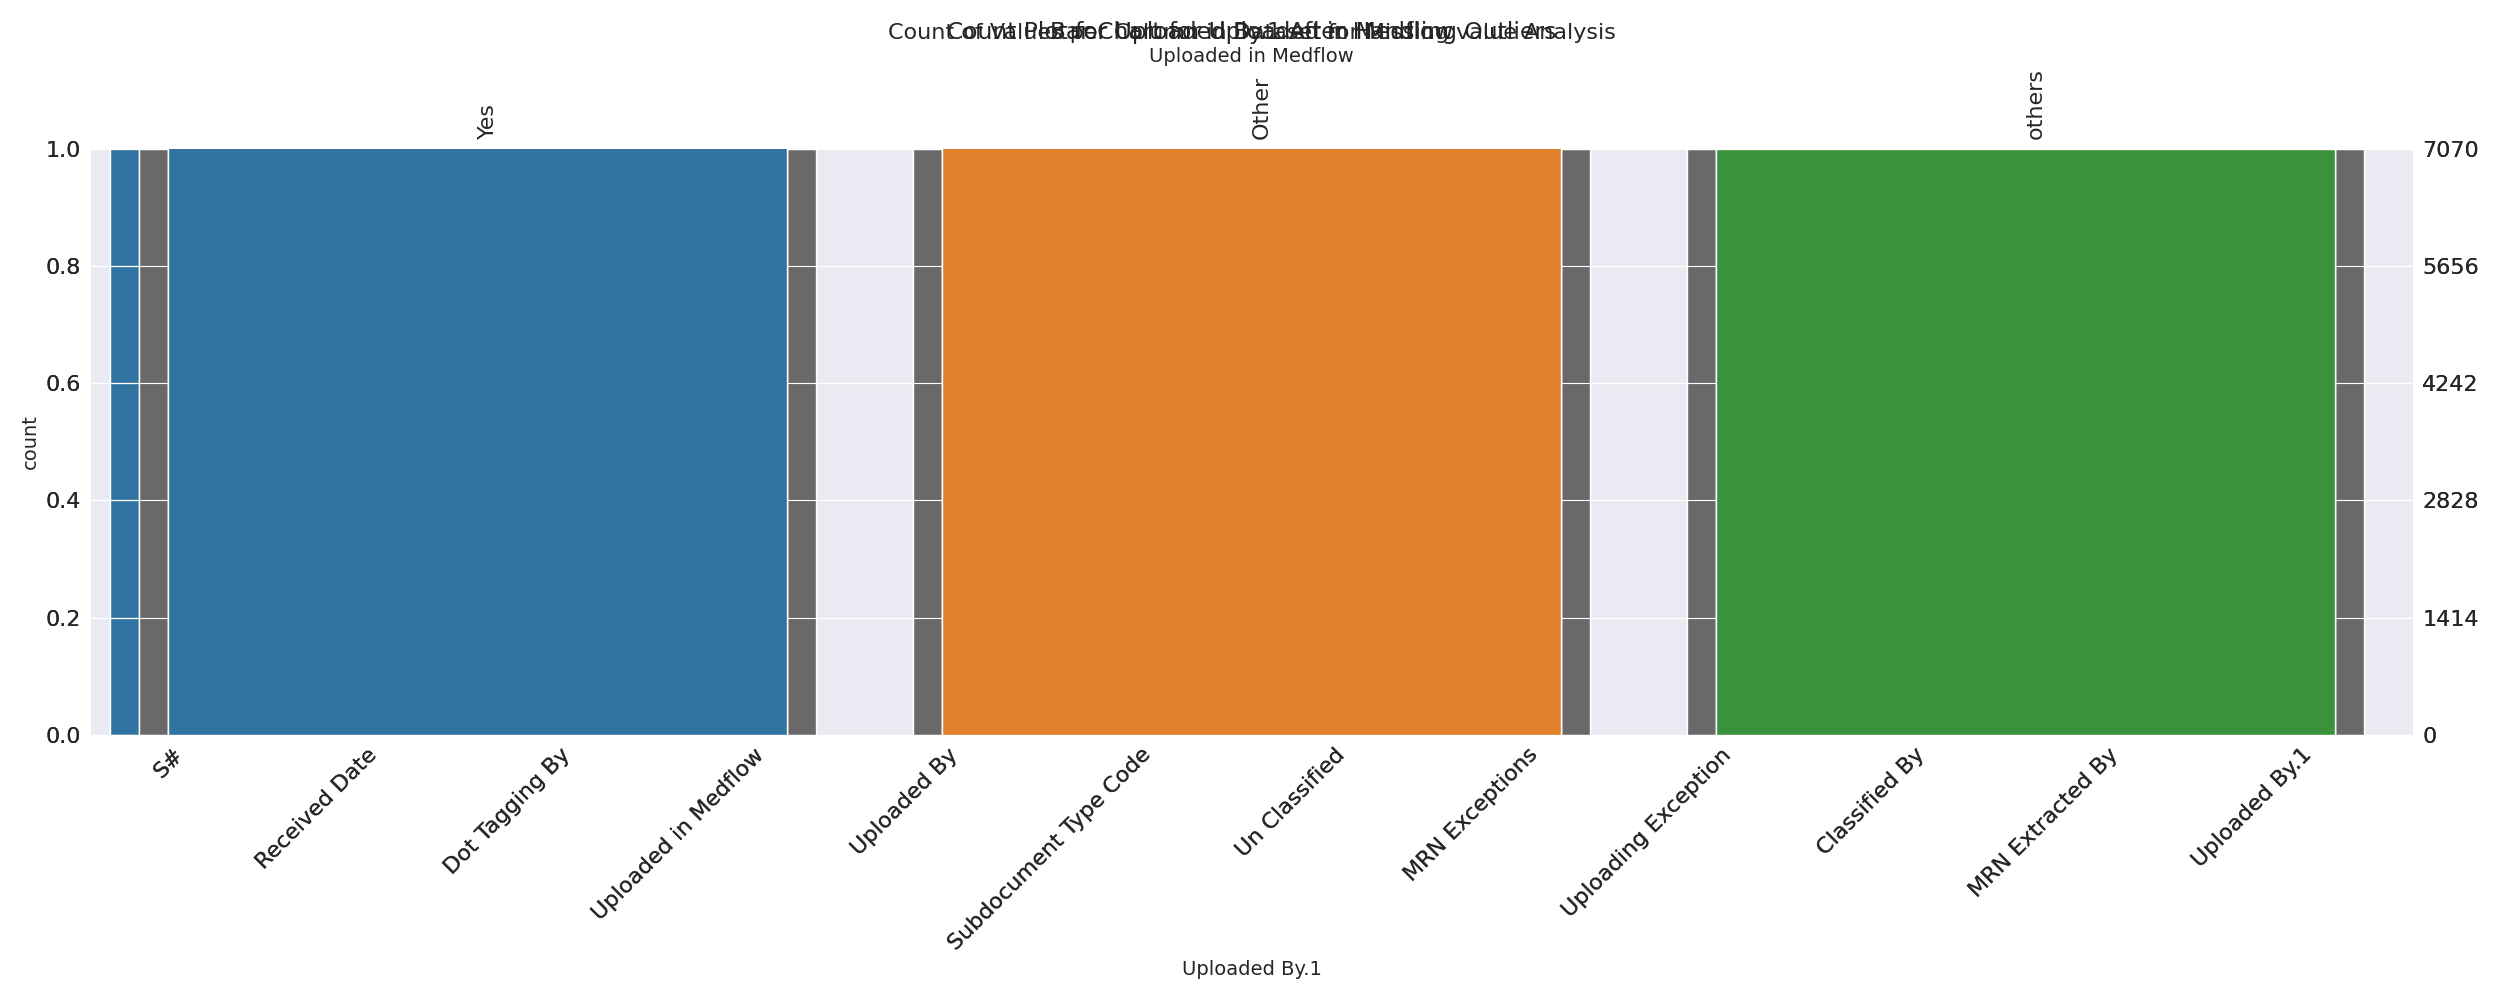 Uploaded in Medflow
Yes
Other
others
1.0
7070
0.8
5656
0.6
4242
0.4
2828
0.2
1414
0.0
0
count
S#
Received Date
Dot Tagging By
Uploaded in Medflow
Uploaded By
Subdocument Type Code
Un Classified
MRN Exceptions
Uploading Exception
Classified By
MRN Extracted By
Uploaded By.1
Uploaded By.1